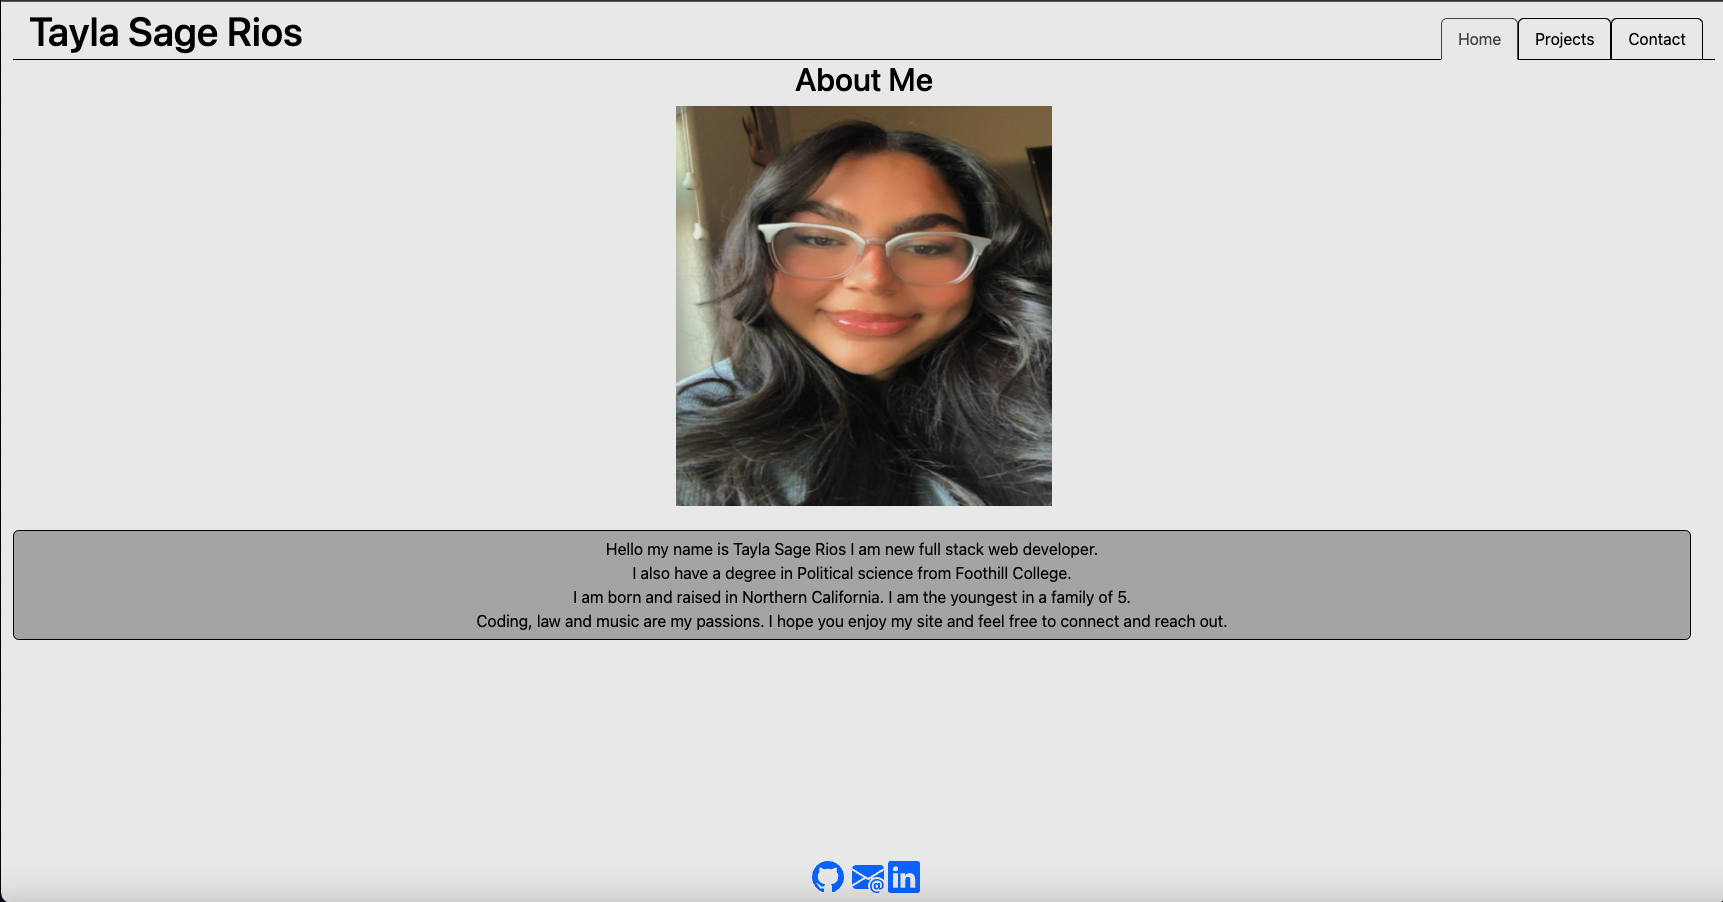 Tayla Sage Rios
Home
Projects
Contact
About Me
Hello my name is Tayla Sage Rios I am new full stack web developer.
I also have a degree in Political science from Foothill College.
I am born and raised in Northern California. I am the youngest in a family of 5.
Coding, law and music are my passions. I hope you enjoy my site and feel free to connect and reach out.
@
in